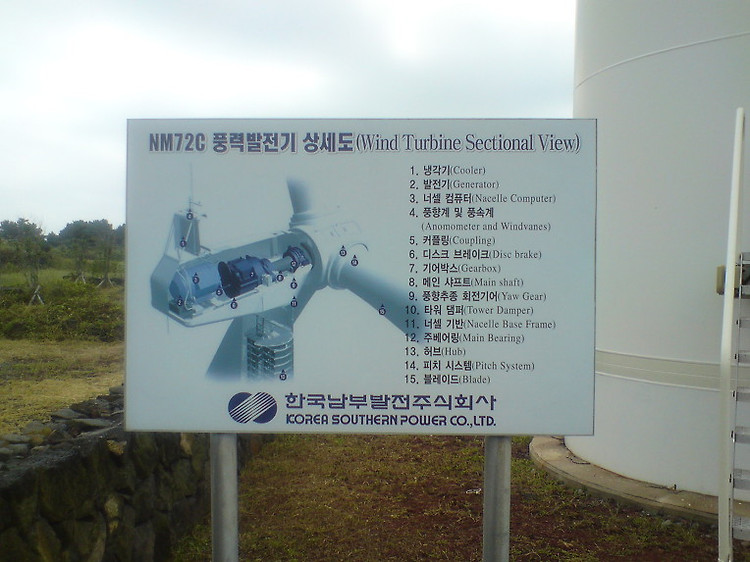 NM72C 풍력발전기 상세도(Wind Turbine Sectional View)
1. 냉각기(Cooler)
2. 발전기(Generator)
3. 너셀 컴퓨터(Nacelle Computer)
4. 풍향계 및 풍속계
(Anomometer and Windvanes)
5. 커플링(Coupling)
6. 디스크 브레이크(Disc brake)
7. 기어박스(Gearbox)
8. 메인 샤프트(Main shaft)
9. 풍향추종 회전기어(Yaw Gear)
10. 타워 댐퍼(Tower Damper)
11. 너셀 기반(Nacelle Base Frame)
12. 주베어링(Main Bearing)
13. 허브(Hub)
14. 피치 시스템(Pitch System)
15. 블레이드(Blade)
한국남부발전주식회사
KOREA SOUTHERN POWER CO., LTD.